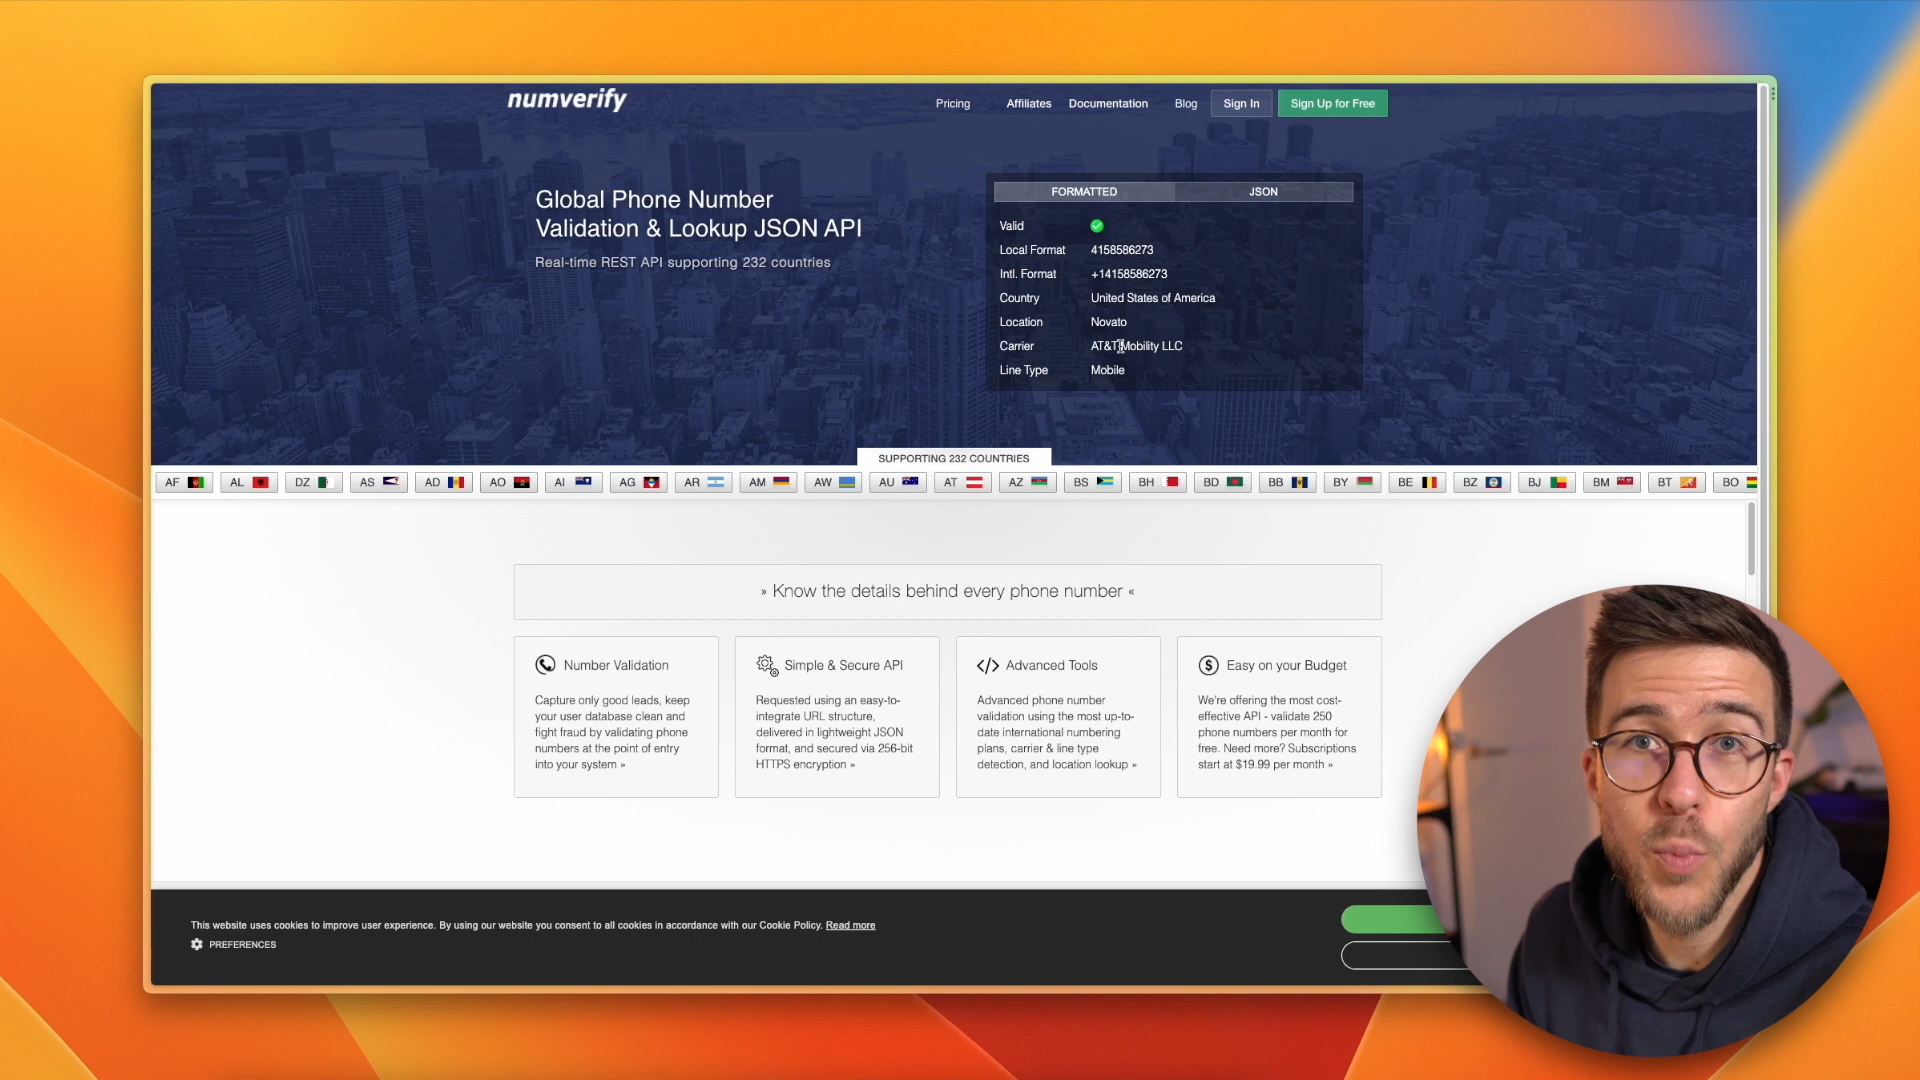 numverify
Pricing
Affiliates
Documentation
Blog
Sign In
Sign Up for Free
Global Phone Number
Validation & Lookup JSON API
Real-time REST API supporting 232 countries
FORMATTED
JSON
Valid
Local Format 4158586273
Intl. Format +14158586273
Country United States of America
Location Novato
Carrier AT&T Mobility LLC
Line Type Mobile
SUPPORTING 232 COUNTRIES
AF AL DZ AS AD AO AI AG AR AM AW AU AT AZ BS BH BD BB BY BE BZ BJ BM BT BO
» Know the details behind every phone number «
Number Validation
Capture only good leads, keep
your user database clean and
fight fraud by validating phone
numbers at the point of entry
into your system »
Simple & Secure API
Requested using an easy-to-
integrate URL structure,
delivered in lightweight JSON
format, and secured via 256-bit
HTTPS encryption »
Advanced Tools
Advanced phone number
validation using the most up-to-
date international numbering
plans, carrier & line type
detection, and location lookup »
Easy on your Budget
We're offering the most cost-
effective API - validate 250
phone numbers per month for
free. Need more? Subscriptions
start at $19.99 per month »
This website uses cookies to improve user experience. By using our website you consent to all cookies in accordance with our Cookie Policy. Read more
PREFERENCES